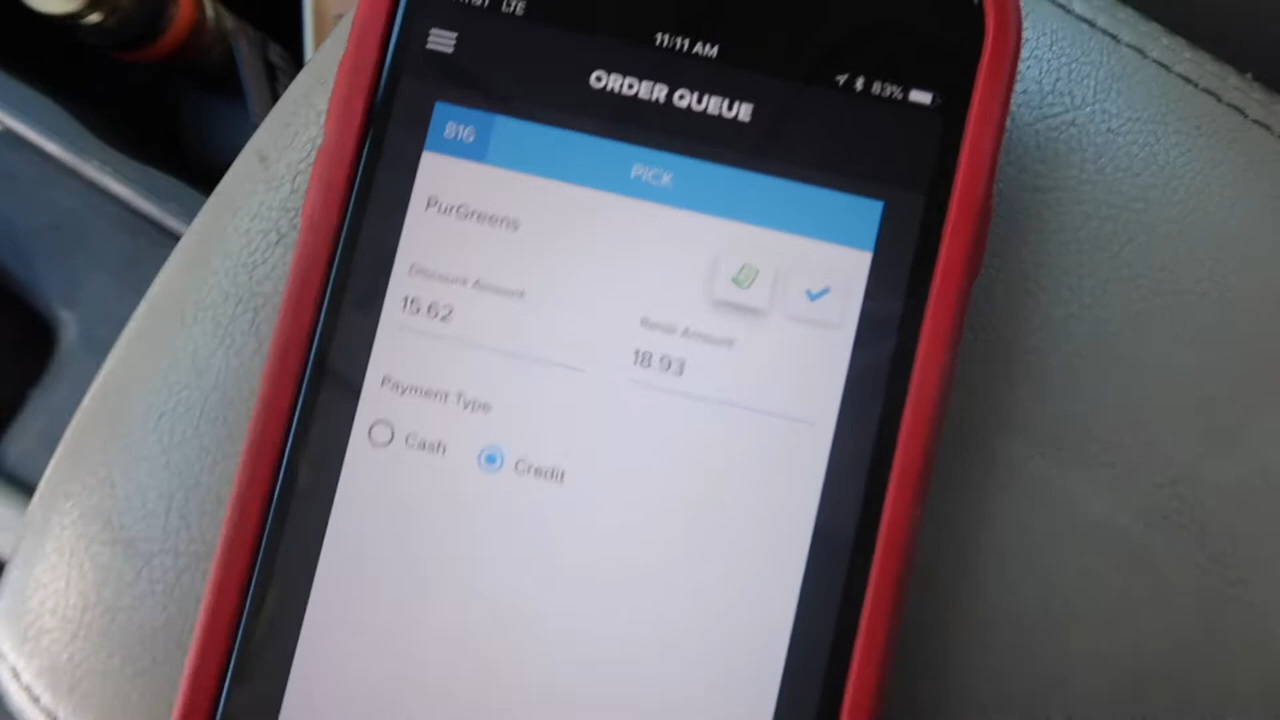 LTE
11:11 AM
83%
ORDER QUEUE
816
PICK
PurGreens
Discount Amount
15.62
Retail Amount
18.93
Payment Type
Cash
Credit